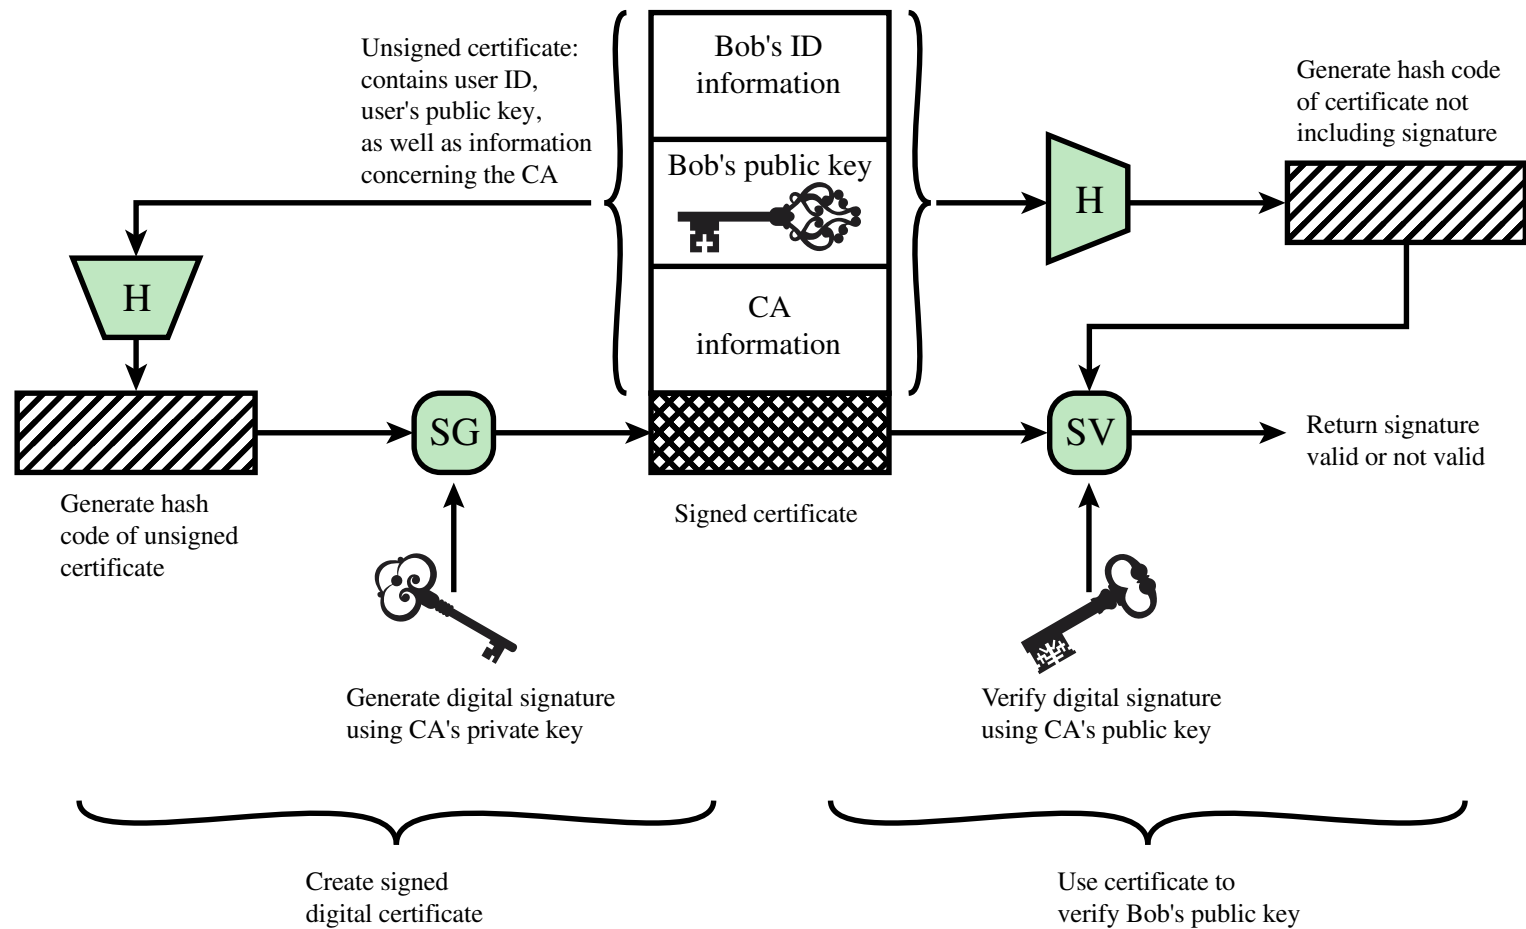 Unsigned certificate:
contains user ID,
user's public key,
as well as information
concerning the CA
Bob's ID
information
Bob's public key
CA
information
Generate hash code
of certificate not
including signature
H
H
SG
SV
Return signature
valid or not valid
Generate hash
code of unsigned
certificate
Signed certificate
Generate digital signature
using CA's private key
Verify digital signature
using CA's public key
Create signed
digital certificate
Use certificate to
verify Bob's public key